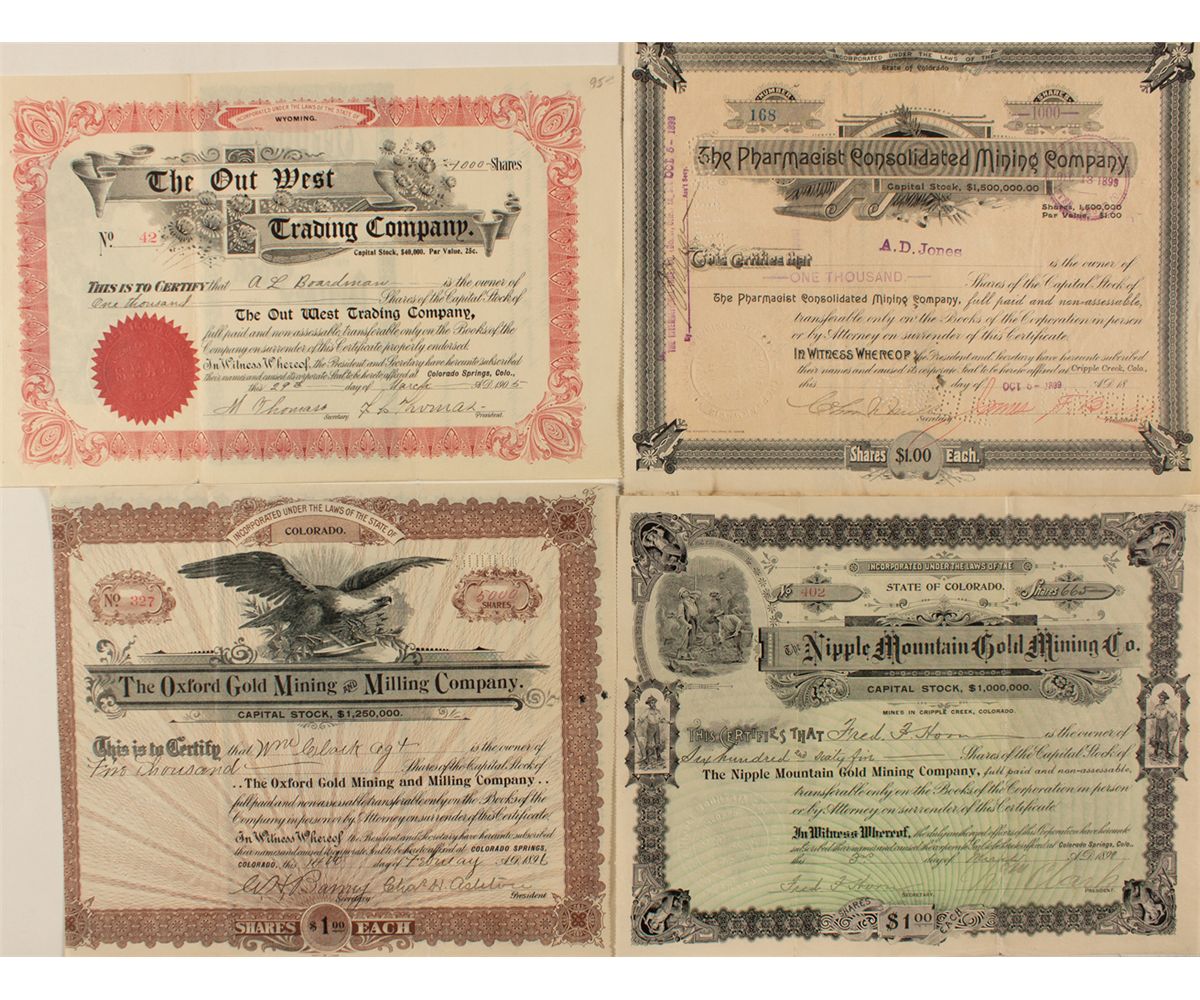 95-
INCORPORATED UNDER THE LAWS OF THE STATE OF
WYOMING.
1000 Shares
The Out West
Trading Company.
No 42
Capital Stock, $40,000. Par Value, 25c.
THIS IS TO CERTIFY that A L Boardman is the owner of
One thousand Shares of the Capital Stock of
The Out West Trading Company,
full paid and non-assessable, transferable only on the Books of the
Company on surrender of this Certificate properly endorsed.
In Witness Whereof, the President and Secretary have hereunto subscribed
their names and caused its corporate Seal to be hereto affixed at Colorado Springs, Colo.,
this 29th day of March A.D. 1905
M Thomas
Secretary.
President.
INCORPORATED UNDER THE LAWS OF THE
State of Colorado
NUMBER
168
SHARES
1000
The Pharmacist Consolidated Mining Company
Capital Stock, $1,500,000.00
Shares, 1,500,000
Par Value, $1.00
OCT 5 - 1899
13 1899
A.D. Jones
is the owner of
ONE THOUSAND Shares of the Capital Stock of
The Pharmacist Consolidated Mining Company, full paid and non-assessable,
transferable only on the Books of the Corporation in person
or by Attorney on surrender of this Certificate.
IN WITNESS WHEREOF, the President and Secretary have hereunto subscribed
their names and caused its corporate Seal to be hereto affixed at Cripple Creek, Colo.,
this day of OCT 5 - 1899 A.D. 18
Secretary
President
Shares $1.00 Each.
95-
INCORPORATED UNDER THE LAWS OF THE STATE OF
COLORADO.
No 327
5000
SHARES
The Oxford Gold Mining AND Milling Company.
CAPITAL STOCK, $1,250,000.
This is to Certify that Wm Clark agt is the owner of
Five thousand Shares of the Capital Stock of
..The Oxford Gold Mining and Milling Company..
full paid and non-assessable transferable only on the Books of the
Company in person or by Attorney on surrender of this Certificate.
In Witness Whereof, the President and Secretary have hereunto subscribed
their names and caused its corporate Seal to be hereto affixed at COLORADO SPRINGS,
COLORADO, this day of A.D. 1896
Chas H. Ashton
Secretary
President
SHARES $1.00 EACH
INCORPORATED UNDER THE LAWS OF THE
STATE OF COLORADO.
No 402
Shares 665
The Nipple Mountain Gold Mining Co.
CAPITAL STOCK, $1,000,000.
MINES IN CRIPPLE CREEK, COLORADO.
THIS CERTIFIES THAT Fred F Horn is the owner of
Six hundred and sixty five Shares of the Capital Stock of
The Nipple Mountain Gold Mining Company, full paid and non-assessable,
transferable only on the Books of the Corporation in person
or by Attorney on surrender of this Certificate.
In Witness Whereof, the duly authorized officers of this Corporation have hereunto
subscribed their names and caused the corporate Seal to be hereto affixed at Colorado Springs, Colo.
this day of A.D. 189
Fred F Horn
SECRETARY.
PRESIDENT.
SHARES
$1.00